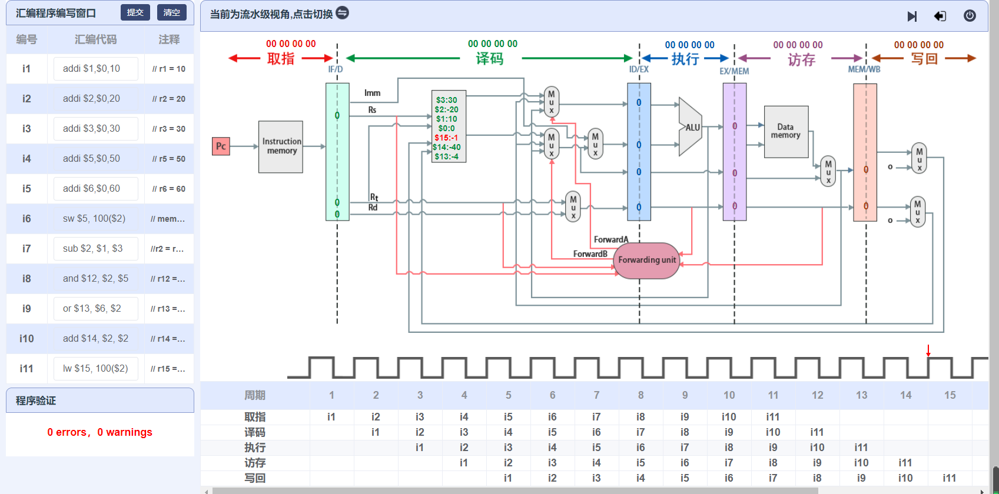 汇编程序编写窗口 提交 清空
编号 汇编代码 注释
i1 addi $1,$0,10 // r1 = 10
i2 addi $2,$0,20 // r2 = 20
i3 addi $3,$0,30 // r3 = 30
i4 addi $5,$0,50 // r5 = 50
i5 addi $6,$0,60 // r6 = 60
i6 sw $5, 100($2) // mem...
i7 sub $2, $1, $3 //r2 = r...
i8 and $12, $2, $5 // r12 =...
i9 or $13, $6, $2 // r13 =...
i10 add $14, $2, $2 // r14 =...
i11 lw $15, 100($2) // r15 =...
程序验证
0 errors，0 warnings
当前为流水级视角,点击切换
00 00 00 00 00 00 00 00 00 00 00 00 00 00 00 00 00 00 00 00
取指 译码 执行 访存 写回
IF/D ID/EX EX/MEM MEM/WB
Imm
Rs
Rt
Rd
Pc
Instruction
memory
0
0
0
$3:30
$2:-20
$1:10
$0:0
$15:-1
$14:-40
$13:-4
Mux
Mux
Mux
Mux
0
0
0
0
ALU
0
0
0
Data
memory
Mux
0
0
Mux
o
Mux
o
ForwardA
ForwardB
Forwarding unit
周期 1 2 3 4 5 6 7 8 9 10 11 12 13 14 15
取指 i1 i2 i3 i4 i5 i6 i7 i8 i9 i10 i11
译码 i1 i2 i3 i4 i5 i6 i7 i8 i9 i10 i11
执行 i1 i2 i3 i4 i5 i6 i7 i8 i9 i10 i11
访存 i1 i2 i3 i4 i5 i6 i7 i8 i9 i10 i11
写回 i1 i2 i3 i4 i5 i6 i7 i8 i9 i10 i11